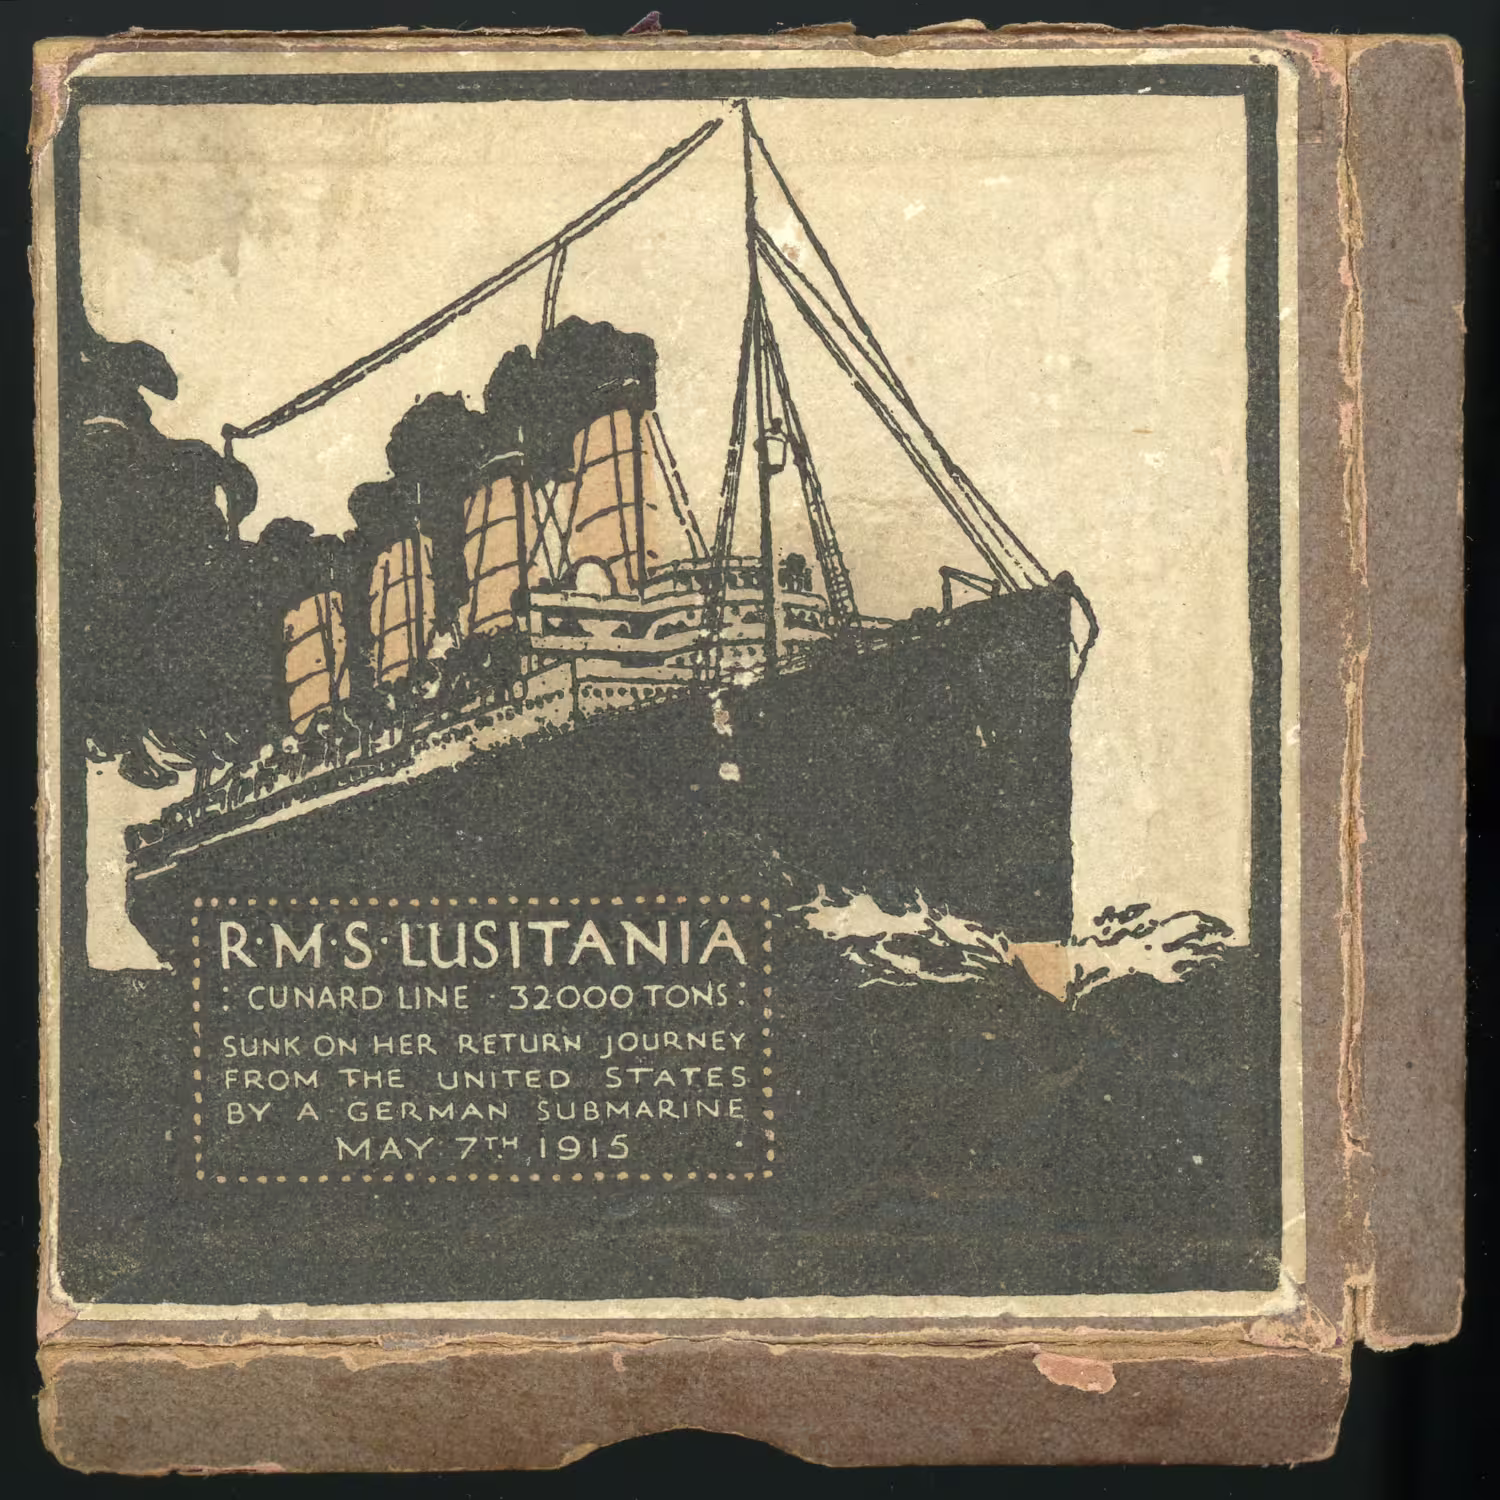 R·M·S·LUSITANIA
: CUNARD LINE · 32000 TONS :
SUNK ON HER RETURN JOURNEY
FROM THE UNITED STATES
BY A GERMAN SUBMARINE
MAY 7TH 1915